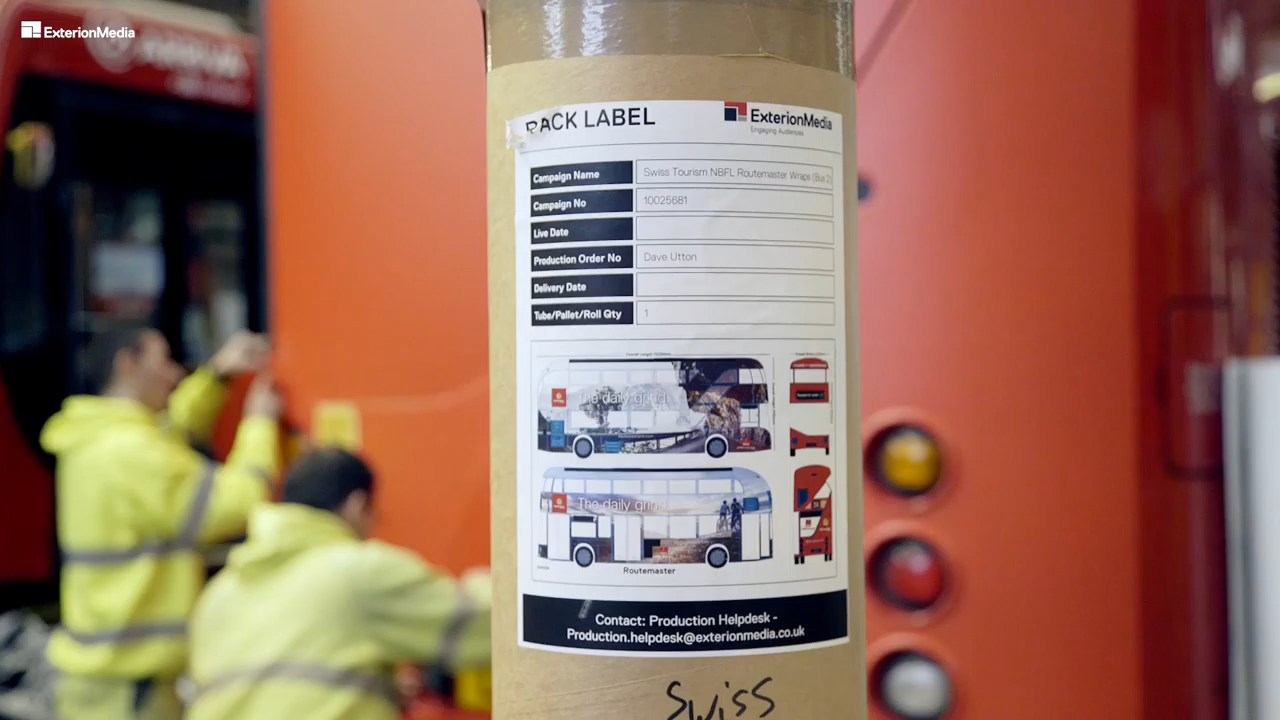 ExterionMedia
PACK LABEL
ExterionMedia
Engaging Audiences
Campaign Name Swiss Tourism NBFL Routemaster Wraps (Bus 2)
Campaign No 10025681
Live Date
Production Order No Dave Utton
Delivery Date
Tube/Pallet/Roll Qty 1
The daily grind
The daily grind
Routemaster
Contact: Production Helpdesk -
Production.helpdesk@exterionmedia.co.uk
Swiss